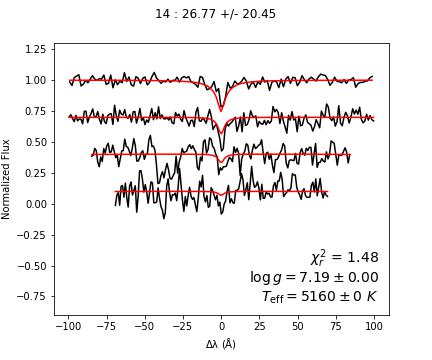 14 : 26.77 +/- 20.45
1.25
1.00
0.75
0.50
0.25
0.00
−0.25
−0.50
−0.75
Normalized Flux
χ²ᵣ = 1.48
log g = 7.19 ± 0.00
T_eff = 5160 ± 0 K
−100 −75 −50 −25 0 25 50 75 100
Δλ (Å)